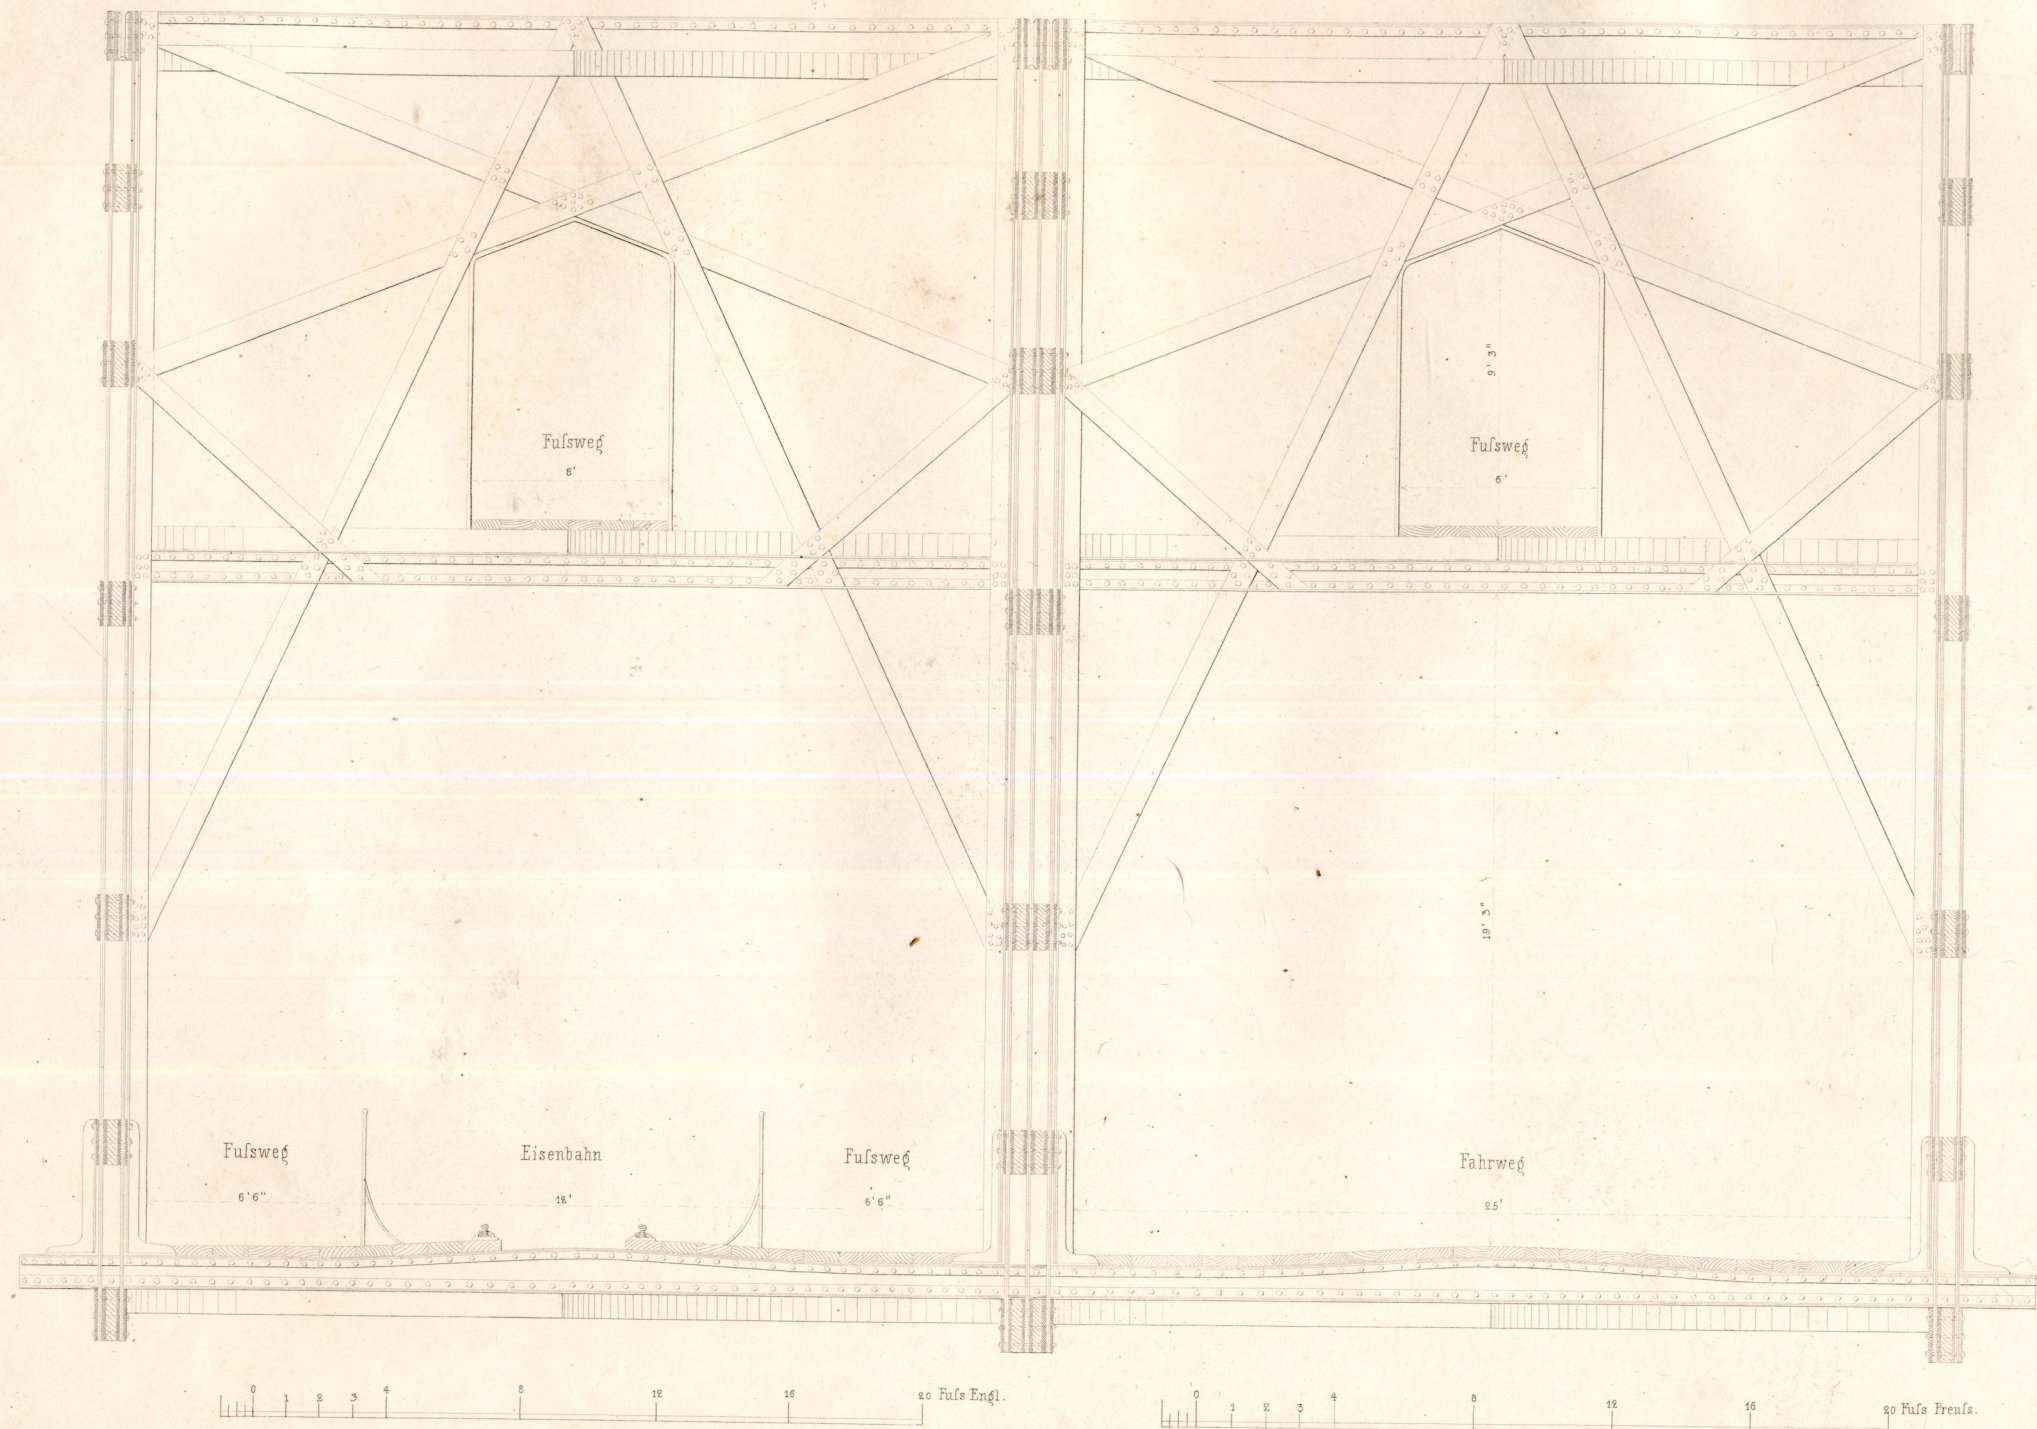 Fuſsweg
6'
9' 3"
Fuſsweg
6'
19' 3"
Fuſsweg
6' 6"
Eisenbahn
12'
Fuſsweg
6' 6"
Fahrweg
25'
0 1 2 3 4 8 12 16 20 Fuſs Engl.
0 1 2 3 4 8 12 16 20 Fuſs Preuſs.